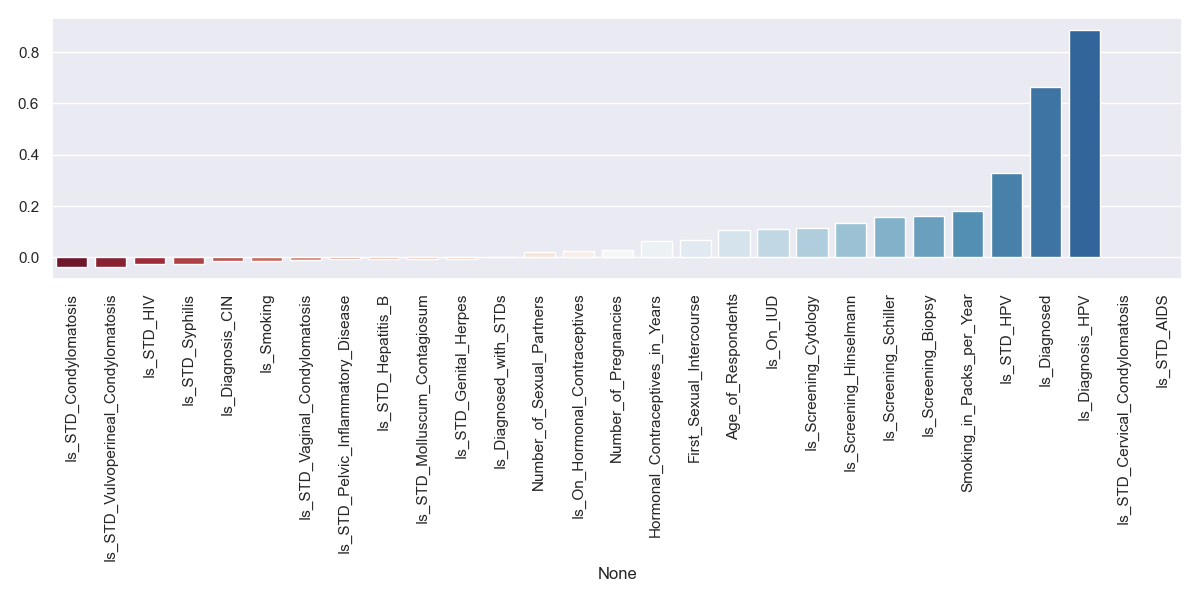 0.8
0.6
0.4
0.2
0.0
Is_STD_Condylomatosis
Is_STD_Vulvoperineal_Condylomatosis
Is_STD_HIV
Is_STD_Syphilis
Is_Diagnosis_CIN
Is_Smoking
Is_STD_Vaginal_Condylomatosis
Is_STD_Pelvic_Inflammatory_Disease
Is_STD_Hepatitis_B
Is_STD_Molluscum_Contagiosum
Is_STD_Genital_Herpes
Is_Diagnosed_with_STDs
Number_of_Sexual_Partners
Is_On_Hormonal_Contraceptives
Number_of_Pregnancies
Hormonal_Contraceptives_in_Years
First_Sexual_Intercourse
Age_of_Respondents
Is_On_IUD
Is_Screening_Cytology
Is_Screening_Hinselmann
Is_Screening_Schiller
Is_Screening_Biopsy
Smoking_in_Packs_per_Year
Is_STD_HPV
Is_Diagnosed
Is_Diagnosis_HPV
Is_STD_Cervical_Condylomatosis
Is_STD_AIDS
None